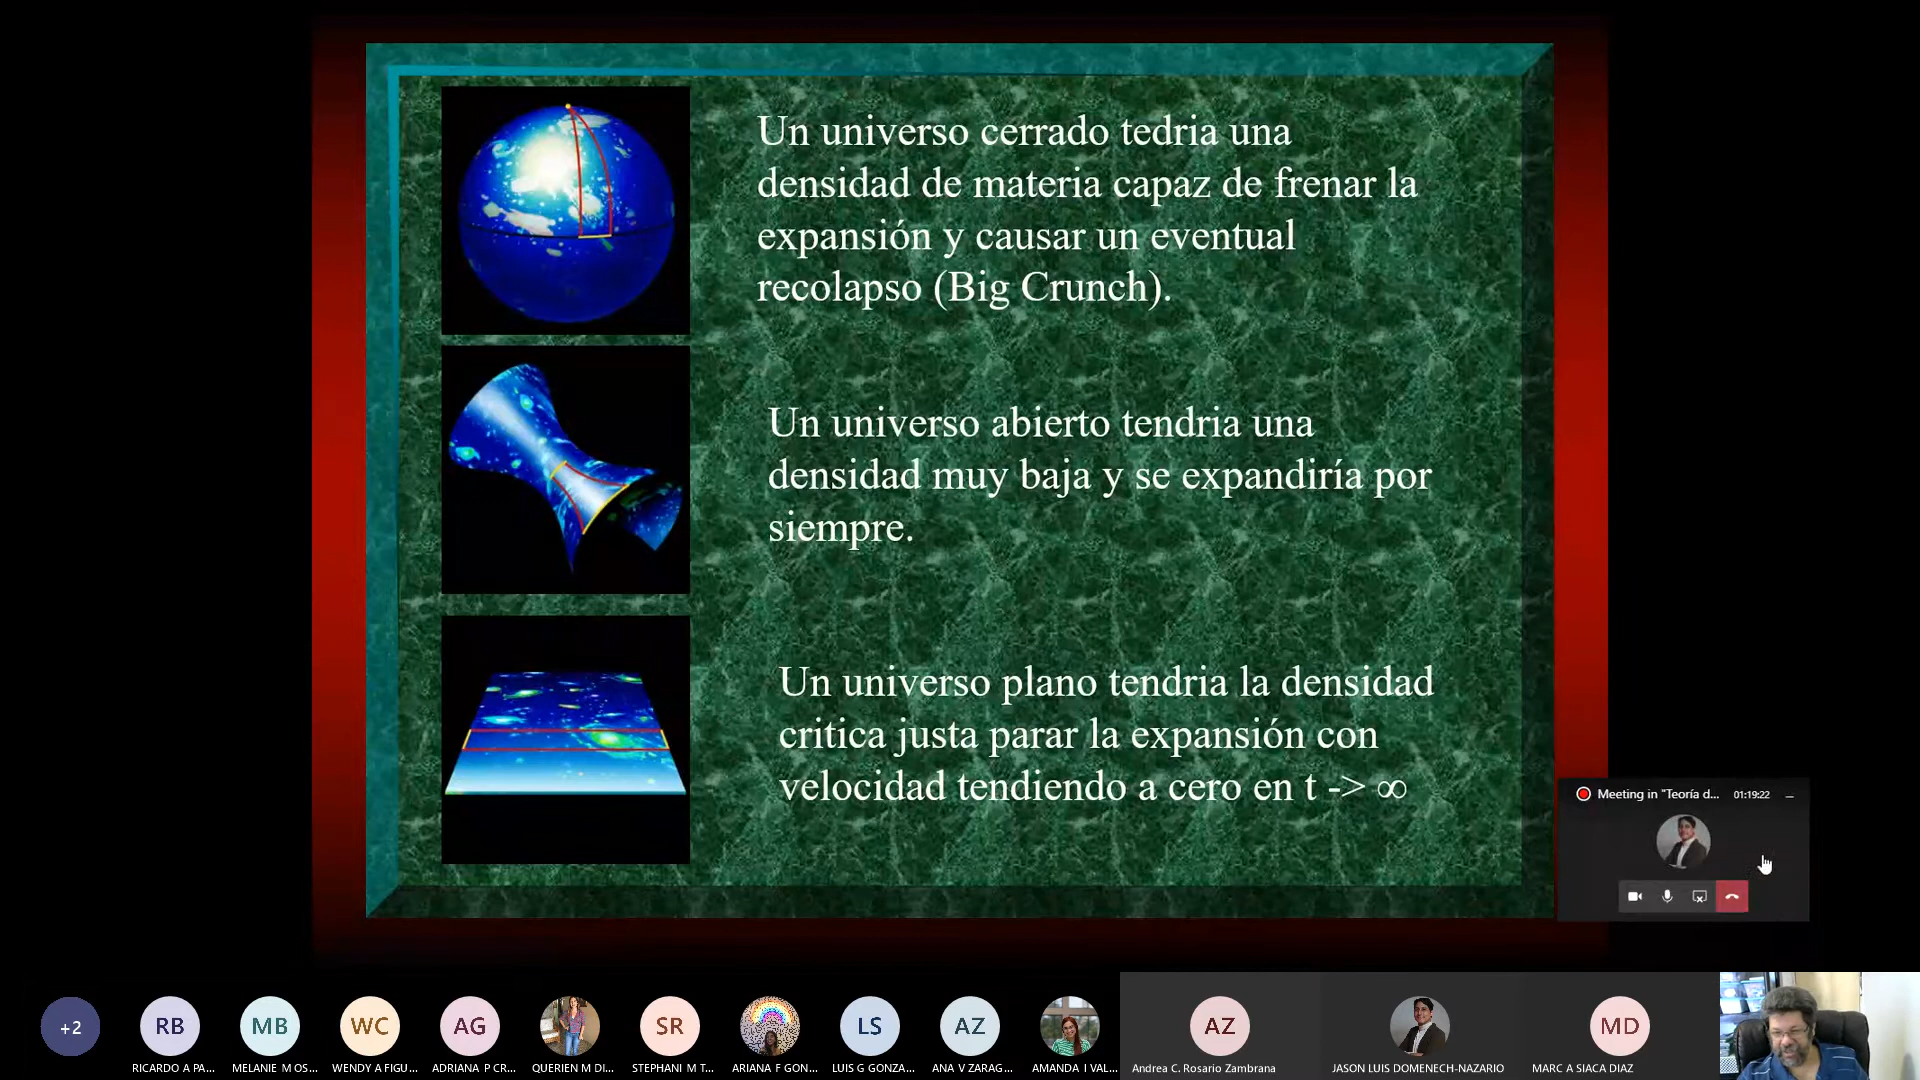 Un universo cerrado tedria una
densidad de materia capaz de frenar la
expansión y causar un eventual
recolapso (Big Crunch).
Un universo abierto tendria una
densidad muy baja y se expandiría por
siempre.
Un universo plano tendria la densidad
critica justa parar la expansión con
velocidad tendiendo a cero en t -> ∞
Meeting in "Teoría d... 01:19:22
+2
RB
MB
WC
AG
SR
LS
AZ
AZ
MD
RICARDO A PA...
MELANIE M OS...
WENDY A FIGU...
ADRIANA P CR...
QUERIEN M DI...
STEPHANI M T...
ARIANA F GON...
LUIS G GONZA...
ANA V ZARAG...
AMANDA I VAL...
Andrea C. Rosario Zambrana
JASON LUIS DOMENECH-NAZARIO
MARC A SIACA DIAZ